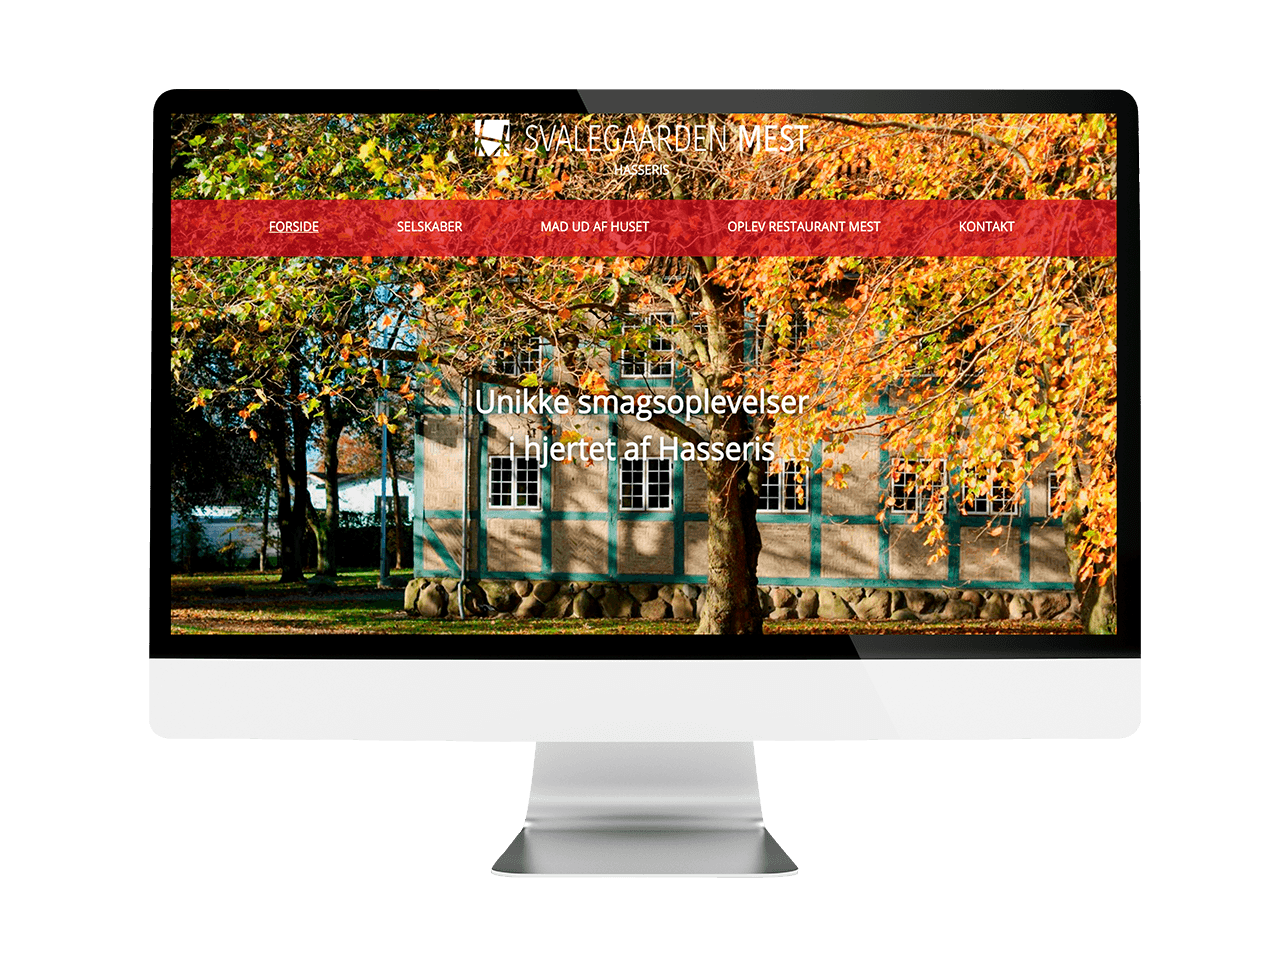 SVALEGAARDEN MEST
HASSERIS
FORSIDE SELSKABER MAD UD AF HUSET OPLEV RESTAURANT MEST KONTAKT
Unikke smagsoplevelser
i hjertet af Hasseris